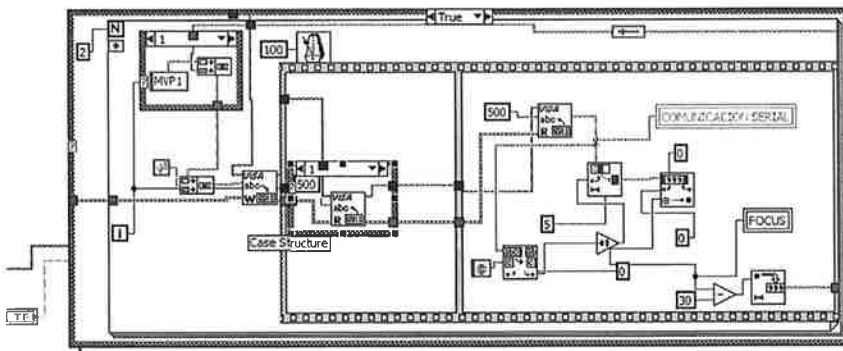 True
2
N
1
100
MVP1
VISA
abc
W
i
1
500
VISA
abc
R
Case Structure
500
VISA
abc
R
COMUNICACION SERIAL
0
5
0
0
FOCUS
30
TF